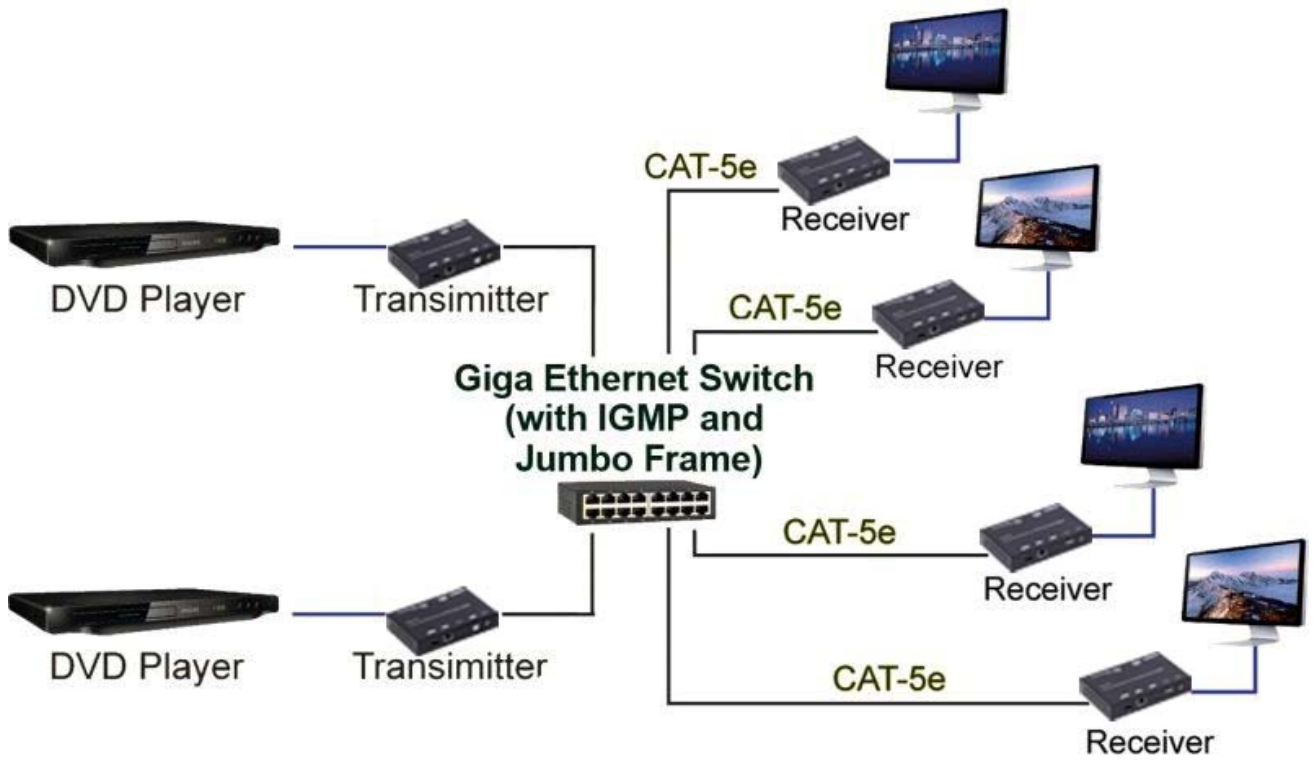 CAT-5e
Receiver
DVD Player
Transimitter
CAT-5e
Receiver
Giga Ethernet Switch
(with IGMP and
Jumbo Frame)
CAT-5e
Receiver
DVD Player
Transimitter
CAT-5e
Receiver